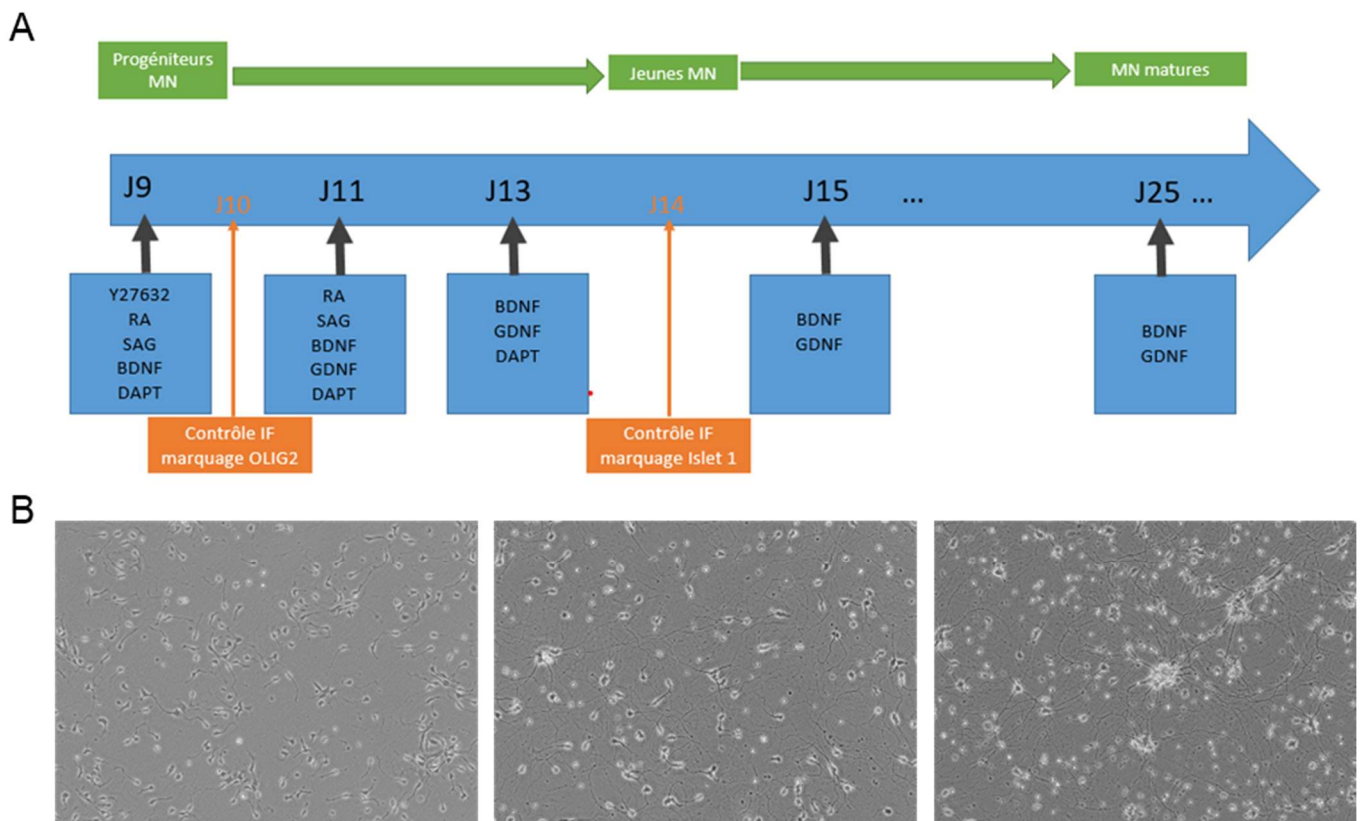 A
Progéniteurs
MN
Jeunes MN
MN matures
J9
J10
J11
J13
J14
J15
...
J25 ...
Y27632
RA
SAG
BDNF
DAPT
RA
SAG
BDNF
GDNF
DAPT
BDNF
GDNF
DAPT
BDNF
GDNF
BDNF
GDNF
Contrôle IF
marquage OLIG2
Contrôle IF
marquage Islet 1
B